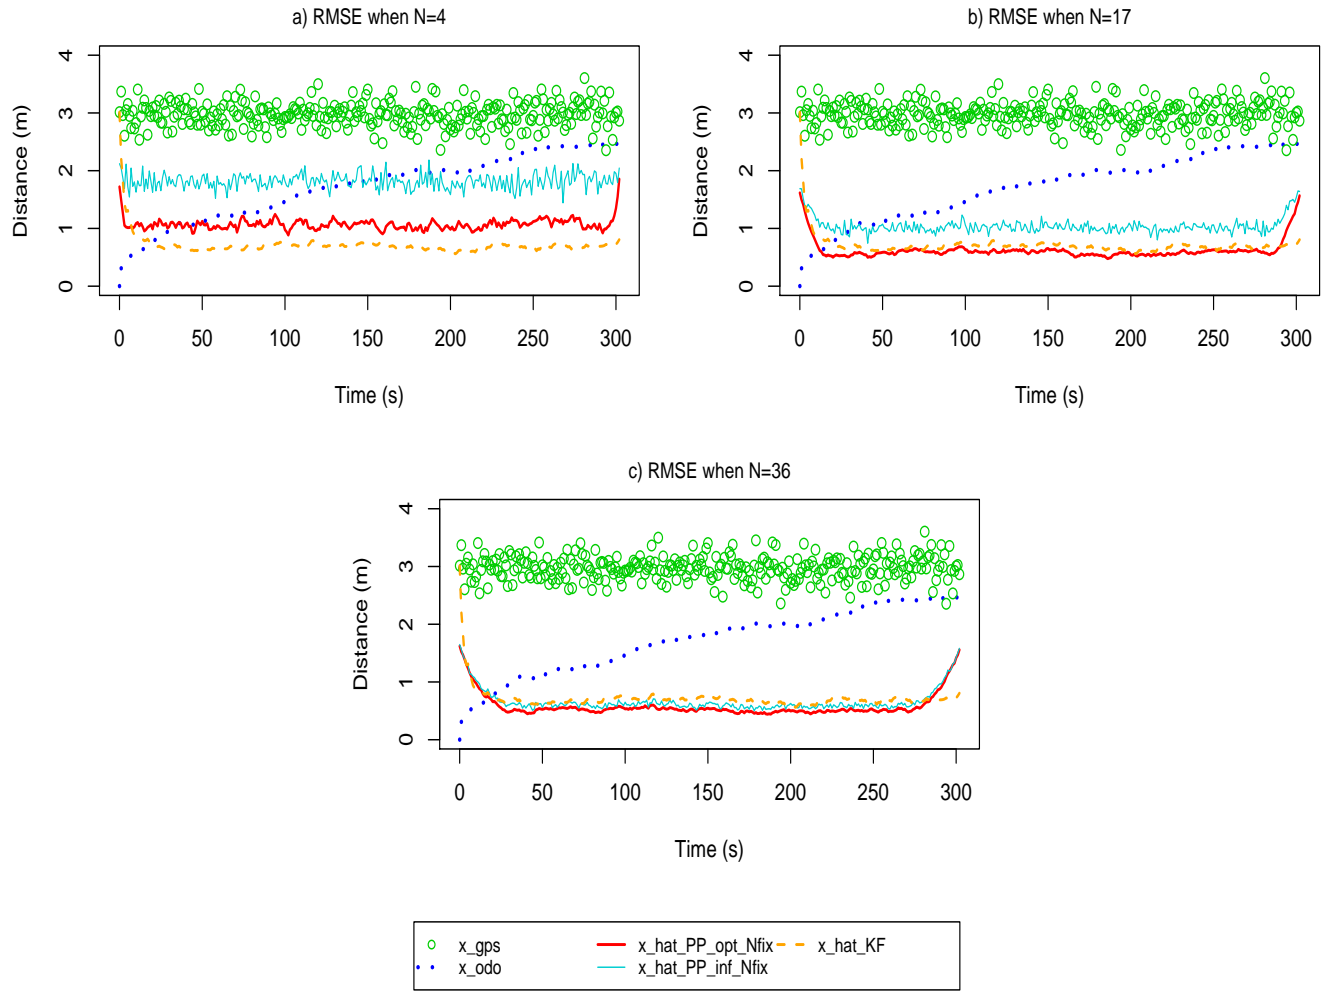 a) RMSE when N=4
Distance (m)
0 1 2 3 4
0 50 100 150 200 250 300
Time (s)
b) RMSE when N=17
Distance (m)
0 1 2 3 4
0 50 100 150 200 250 300
Time (s)
c) RMSE when N=36
Distance (m)
0 1 2 3 4
0 50 100 150 200 250 300
Time (s)
x_gps x_hat_PP_opt_Nfix x_hat_KF
x_odo x_hat_PP_inf_Nfix